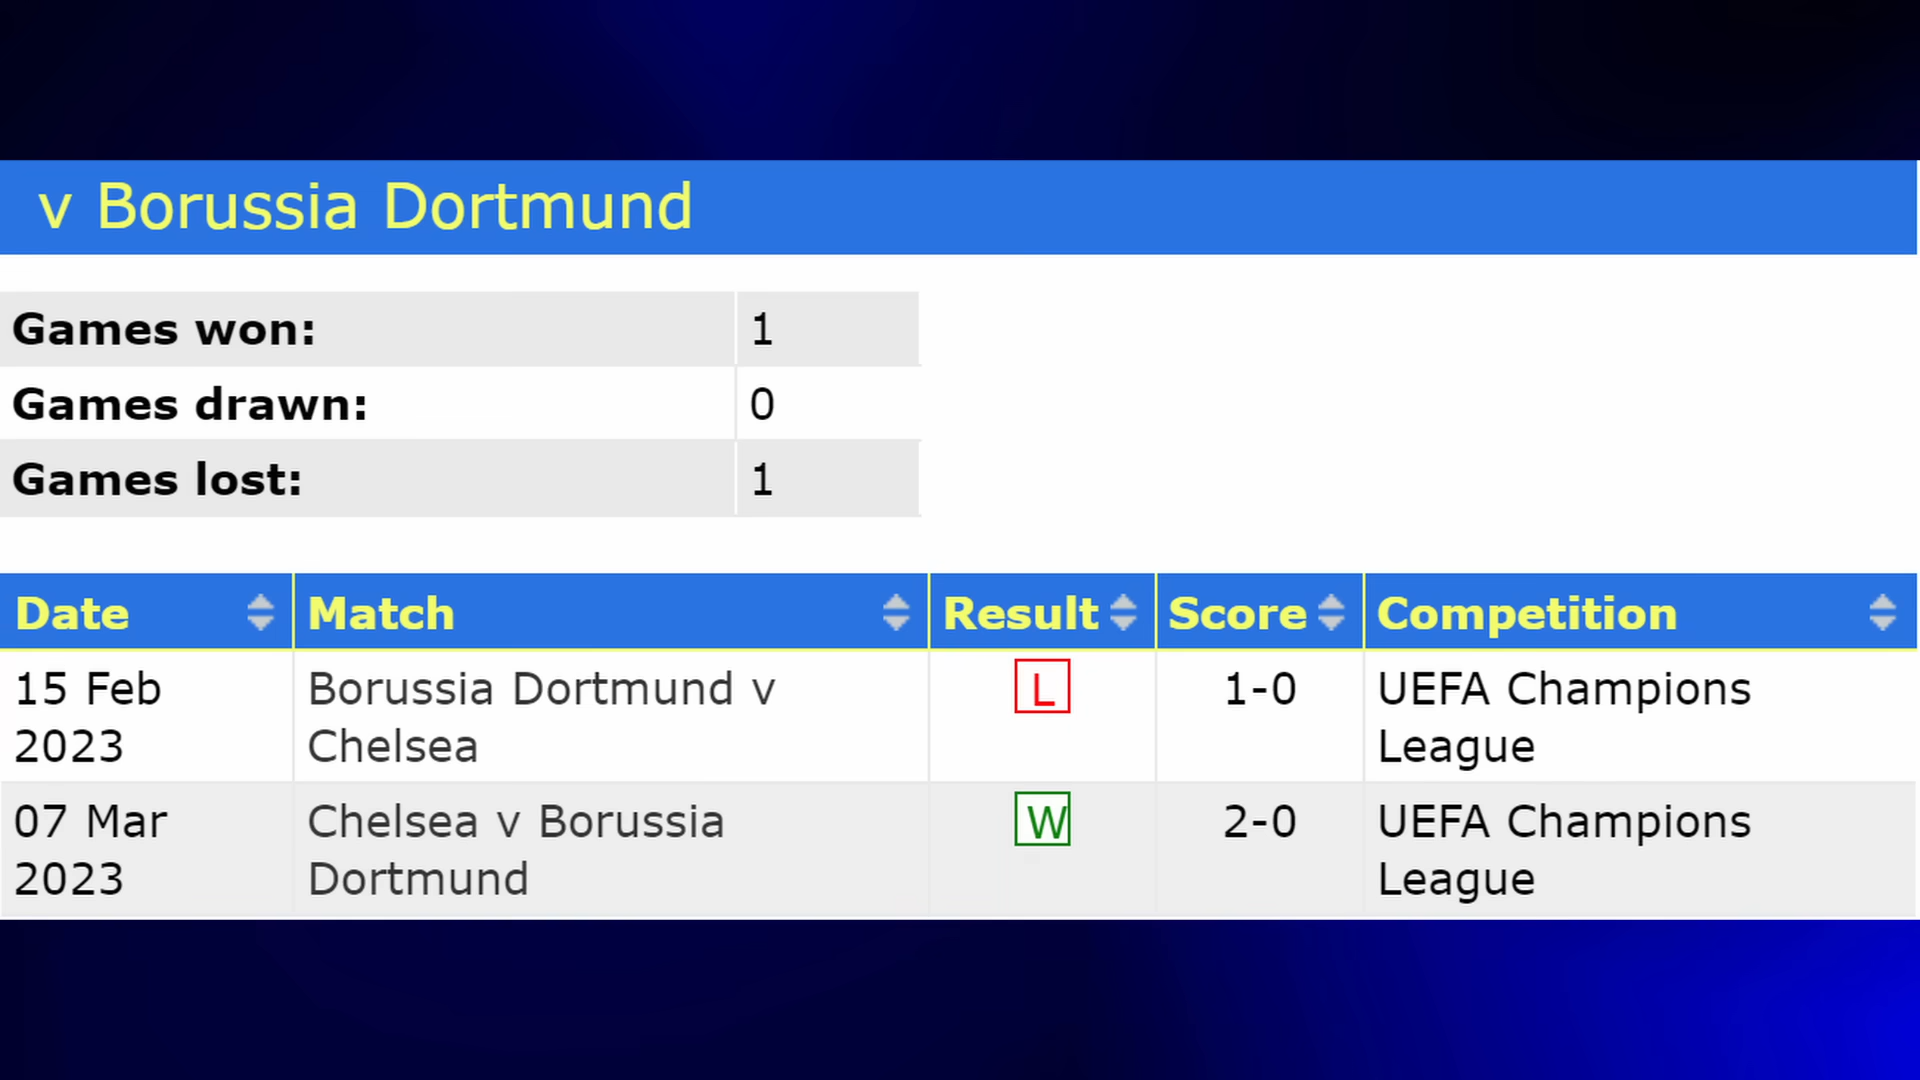 v Borussia Dortmund
Games won: 1
Games drawn: 0
Games lost: 1
Date Match Result Score Competition
15 Feb Borussia Dortmund v L 1-0 UEFA Champions
2023 Chelsea League
07 Mar Chelsea v Borussia W 2-0 UEFA Champions
2023 Dortmund League